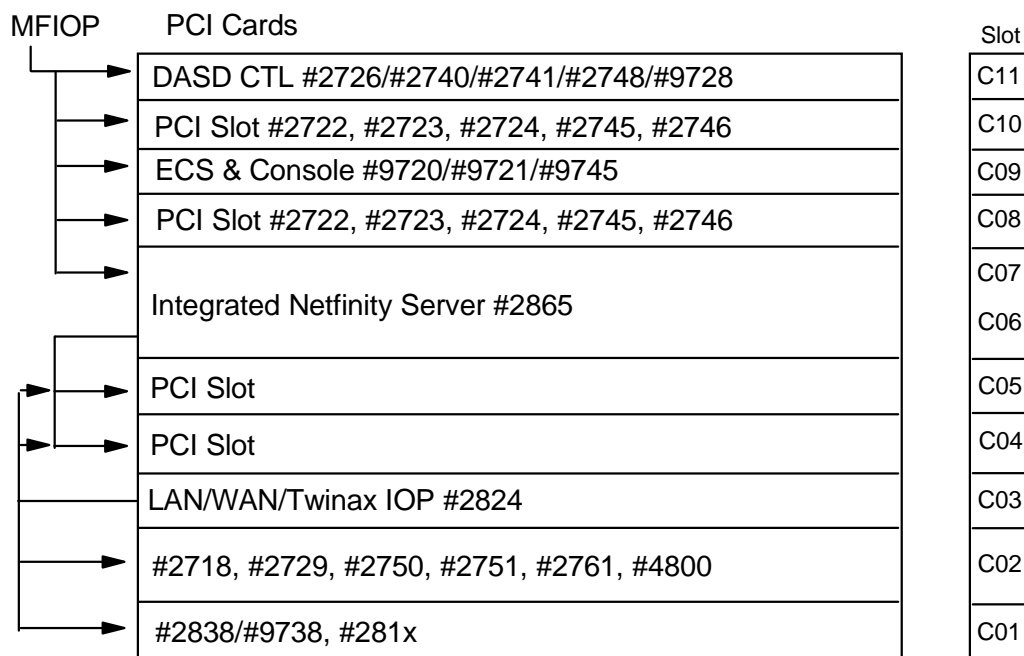 MFIOP PCI Cards Slot
DASD CTL #2726/#2740/#2741/#2748/#9728 C11
PCI Slot #2722, #2723, #2724, #2745, #2746 C10
ECS & Console #9720/#9721/#9745 C09
PCI Slot #2722, #2723, #2724, #2745, #2746 C08
C07
Integrated Netfinity Server #2865
C06
PCI Slot C05
PCI Slot C04
LAN/WAN/Twinax IOP #2824 C03
#2718, #2729, #2750, #2751, #2761, #4800 C02
#2838/#9738, #281x C01